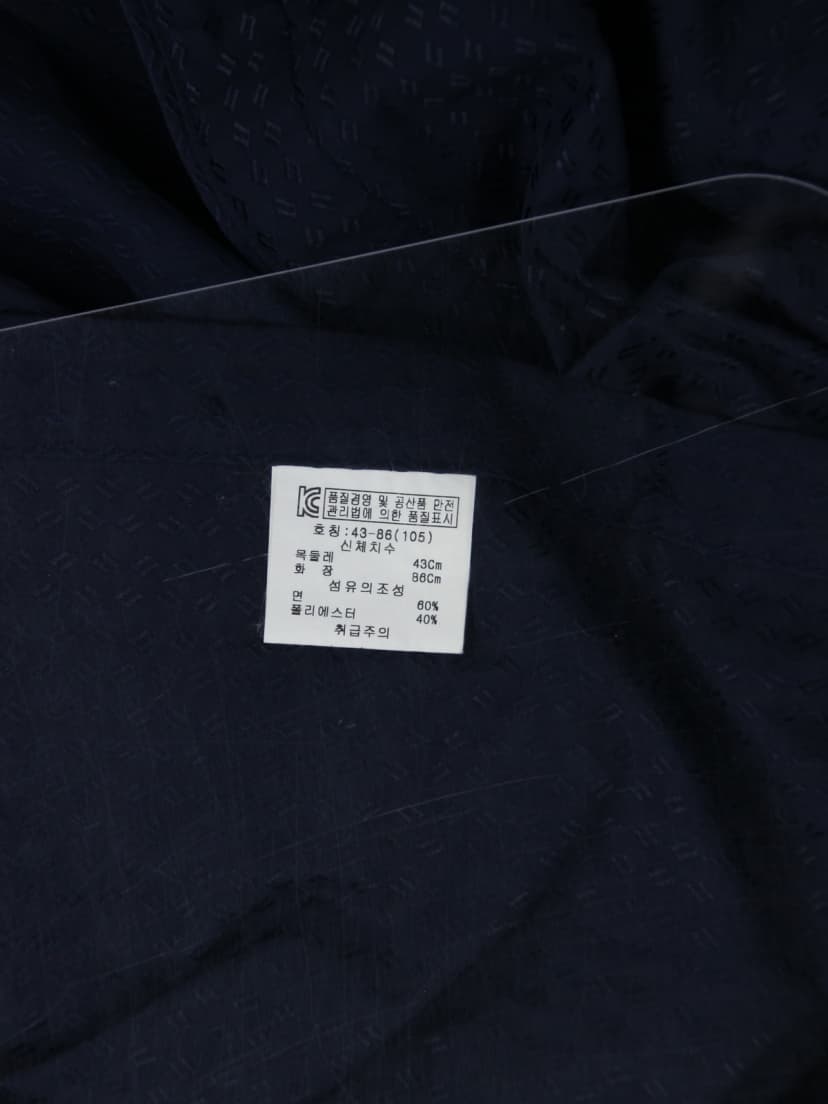 KC 품질경영 및 공산품 안전
관리법에 의한 품질표시
호칭:43-86(105)
신체치수
목둘레 43Cm
화 장 86Cm
섬유의조성
면 60%
폴리에스터 40%
취급주의